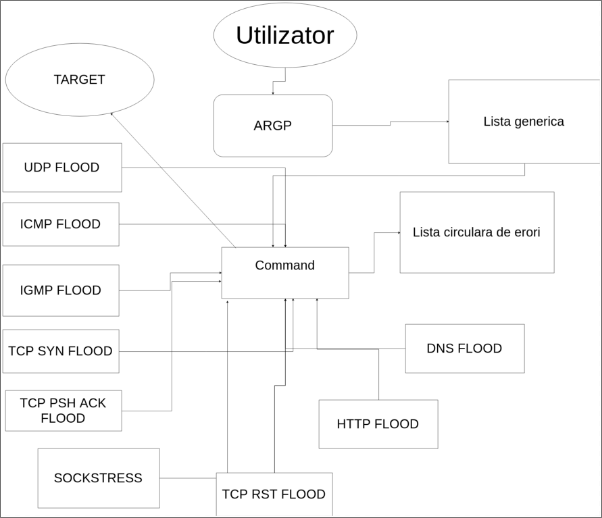 Utilizator
TARGET
ARGP
Lista generica
UDP FLOOD
ICMP FLOOD
Lista circulara de erori
Command
IGMP FLOOD
TCP SYN FLOOD
DNS FLOOD
TCP PSH ACK
FLOOD
HTTP FLOOD
SOCKSTRESS
TCP RST FLOOD